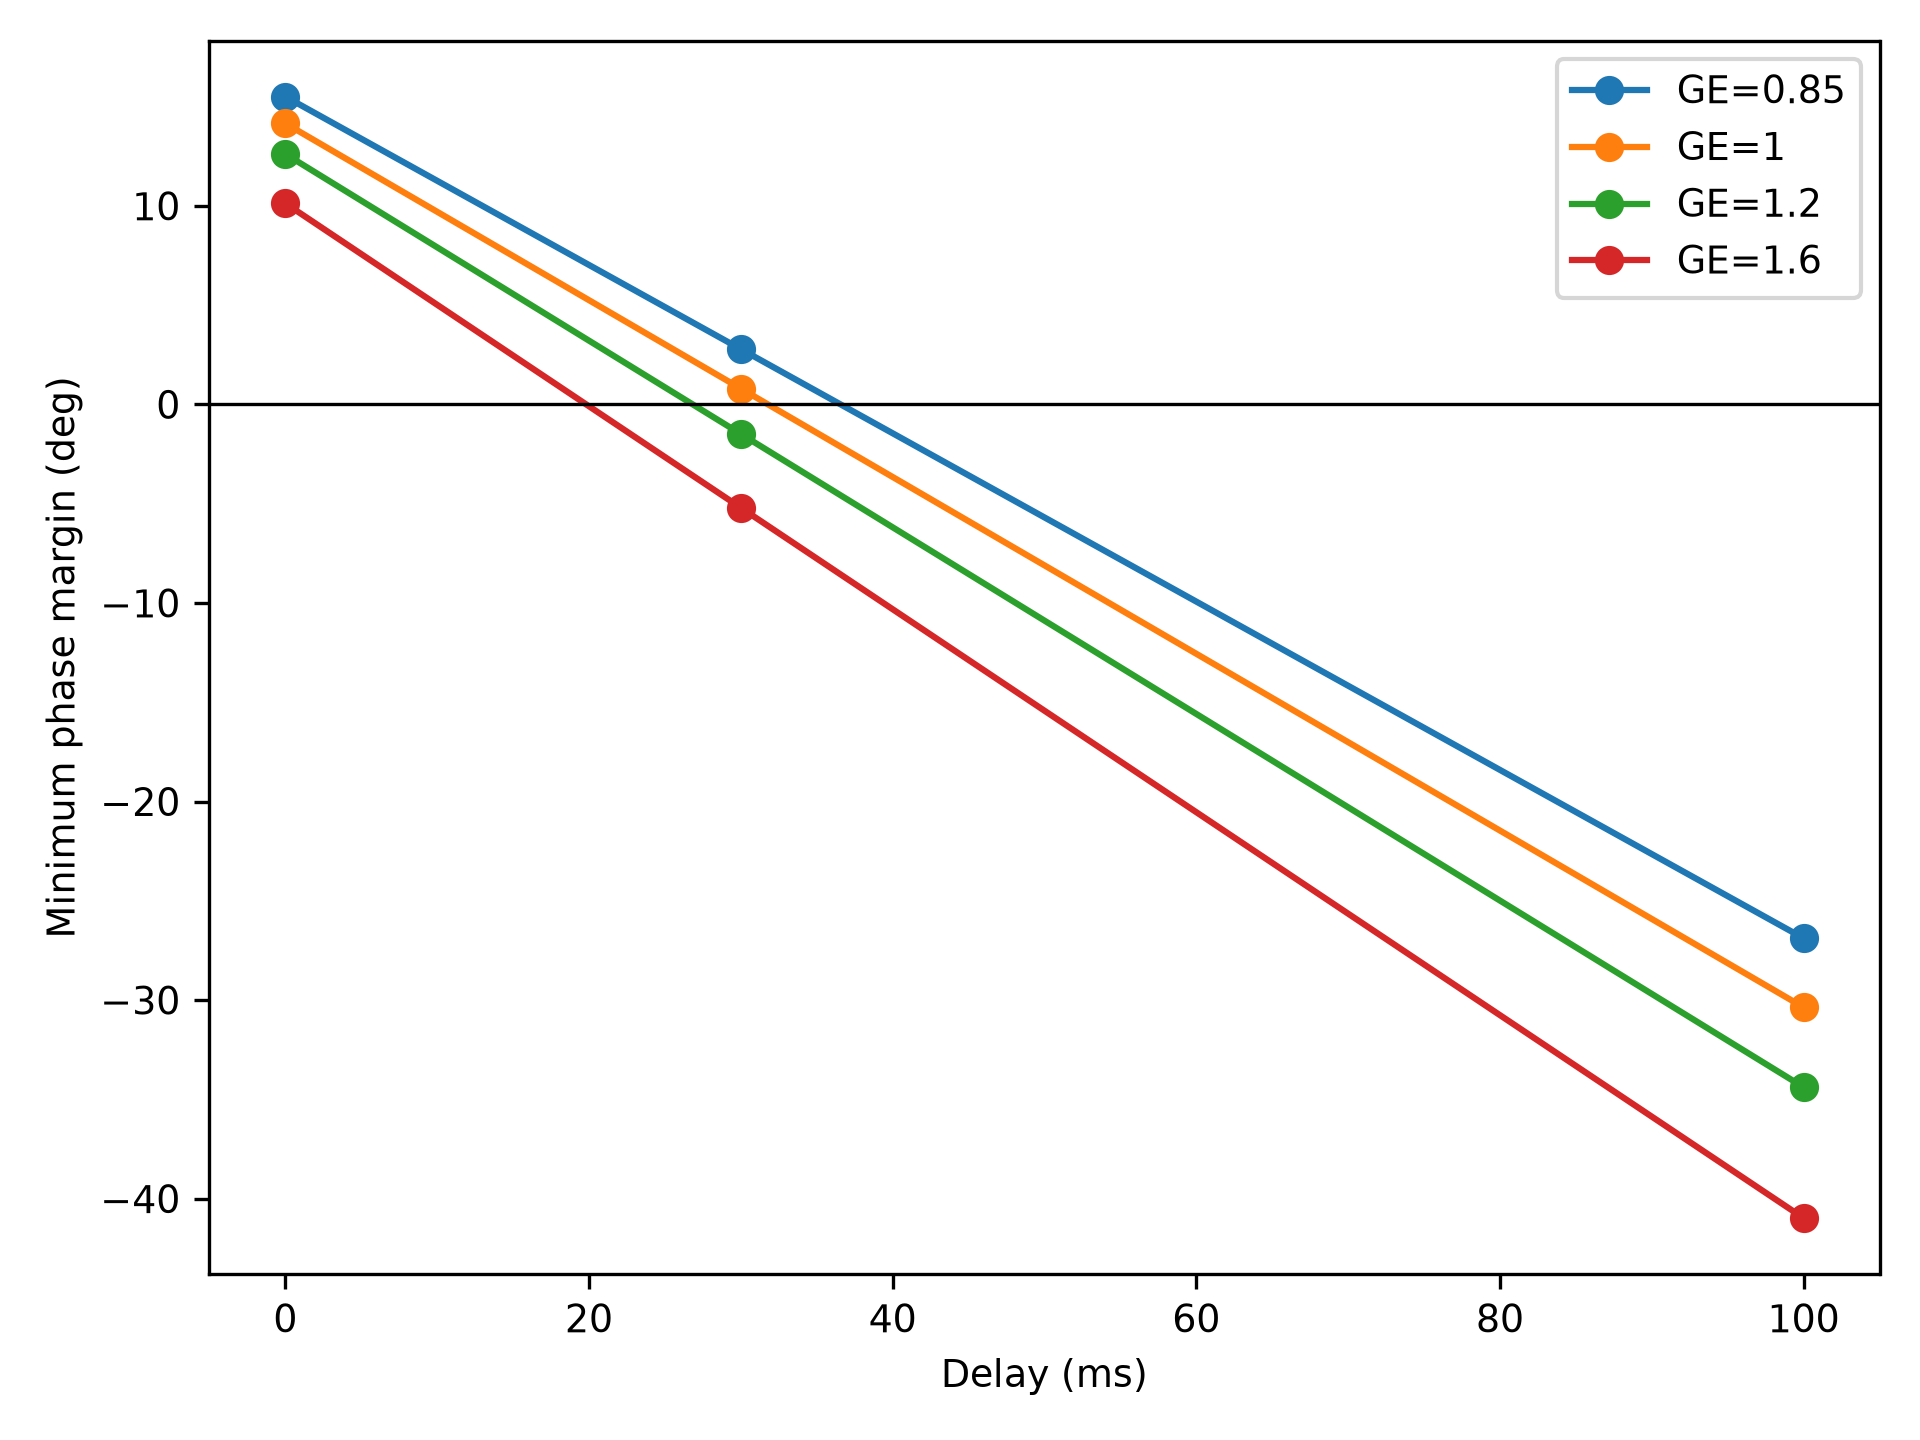 GE=0.85
GE=1
GE=1.2
GE=1.6
10
0
−10
−20
−30
−40
Minimum phase margin (deg)
0 20 40 60 80 100
Delay (ms)